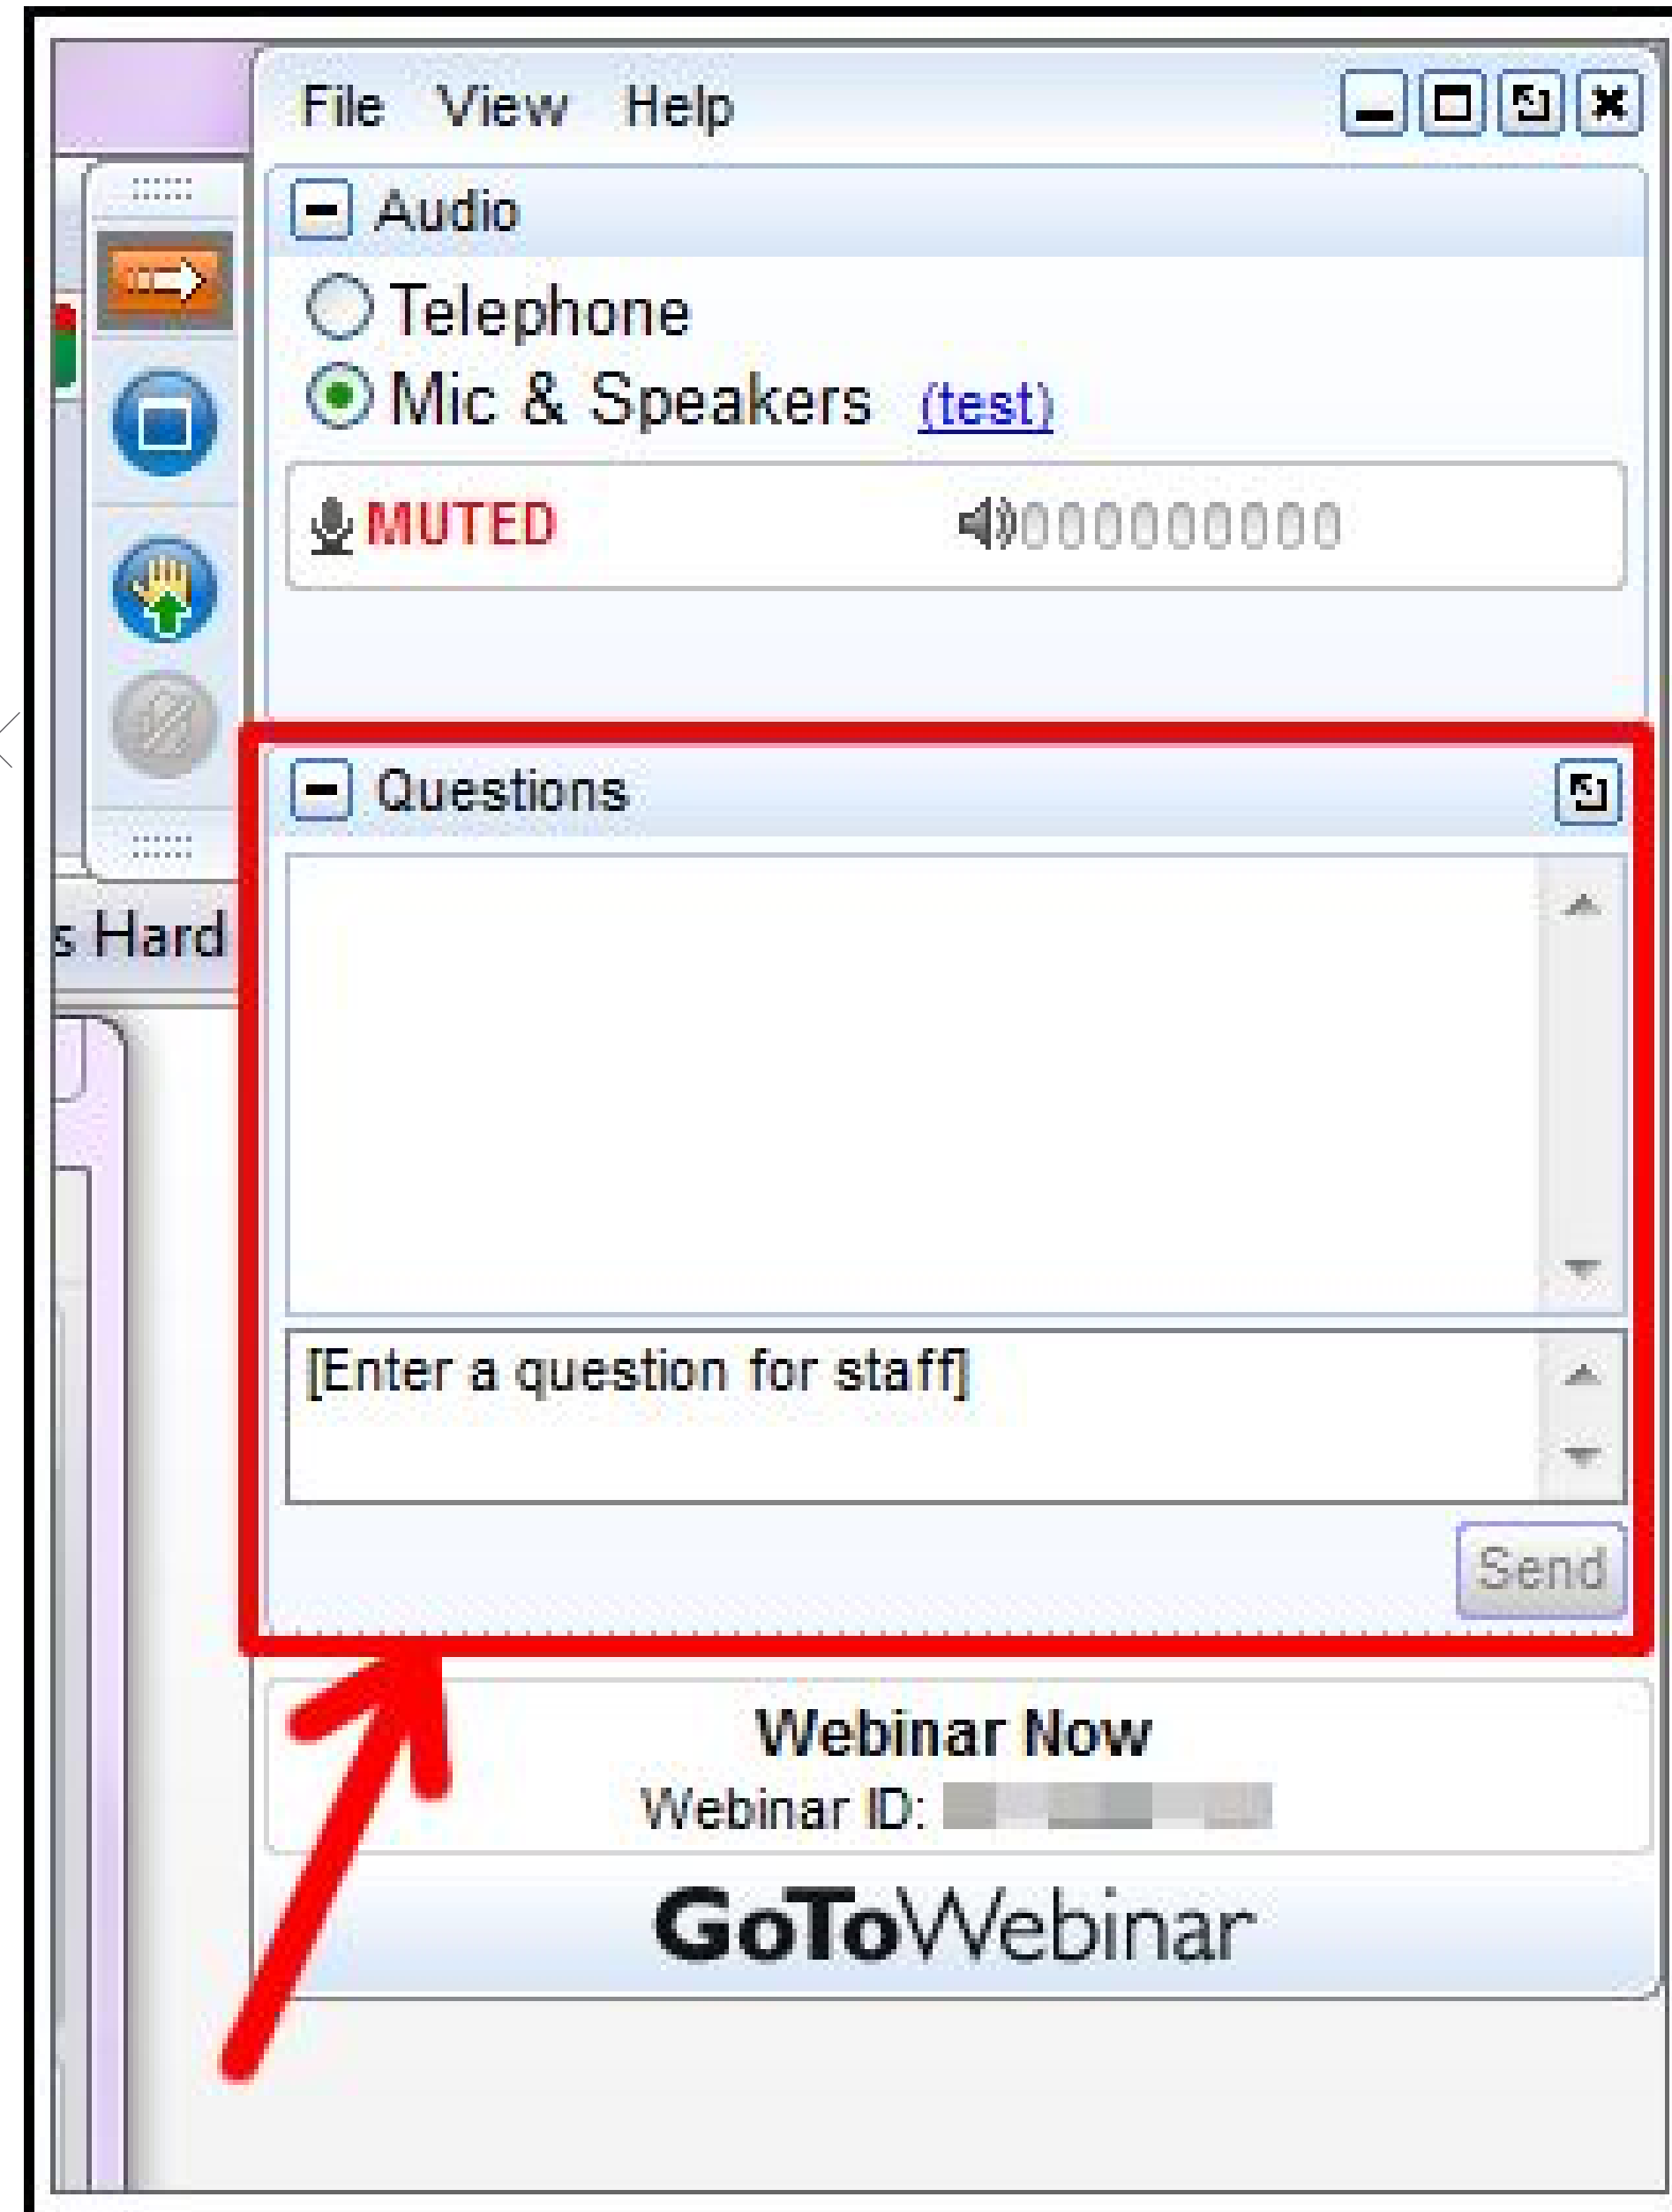 File View Help
Audio
Telephone
Mic & Speakers (test)
MUTED
Questions
s Hard
[Enter a question for staff]
Send
Webinar Now
Webinar ID:
GoToWebinar